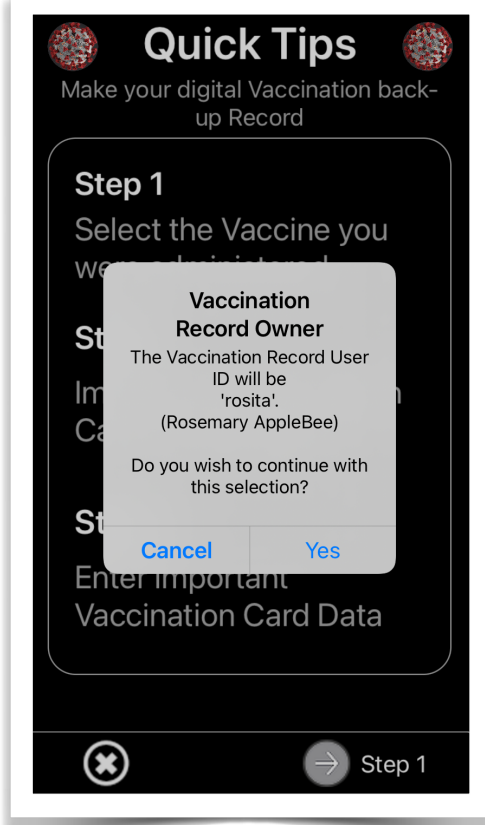 Quick Tips
Make your digital Vaccination back-
up Record
Step 1
Select the Vaccine you
Vaccination
Record Owner
The Vaccination Record User
ID will be
'rosita'.
(Rosemary AppleBee)
Do you wish to continue with
this selection?
Cancel
Yes
Enter Important
Vaccination Card Data
Step 1